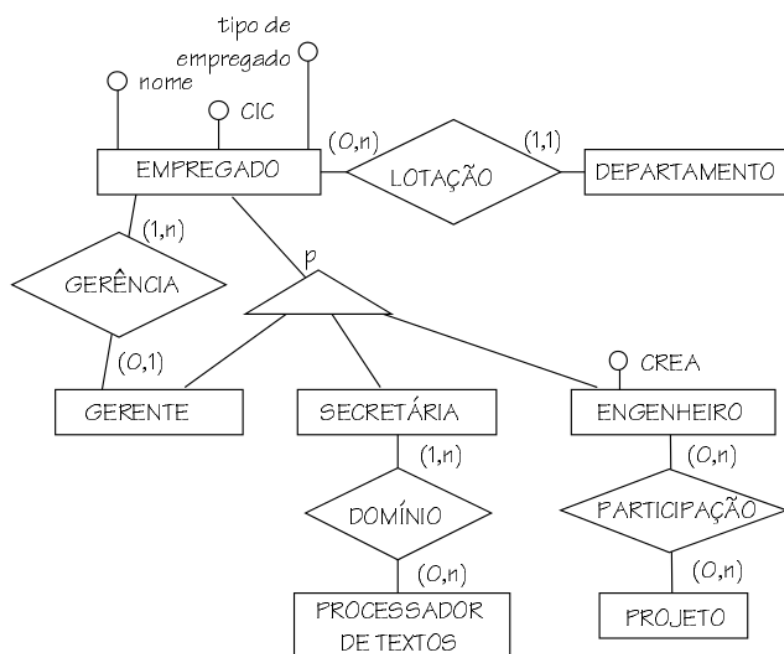 tipo de
empregado
nome
CIC
(0,n)
(1,1)
EMPREGADO
LOTAÇÃO
DEPARTAMENTO
(1,n)
p
GERÊNCIA
(0,1)
CREA
GERENTE
SECRETÁRIA
ENGENHEIRO
(1,n)
(0,n)
DOMÍNIO
PARTICIPAÇÃO
(0,n)
(0,n)
PROCESSADOR
DE TEXTOS
PROJETO